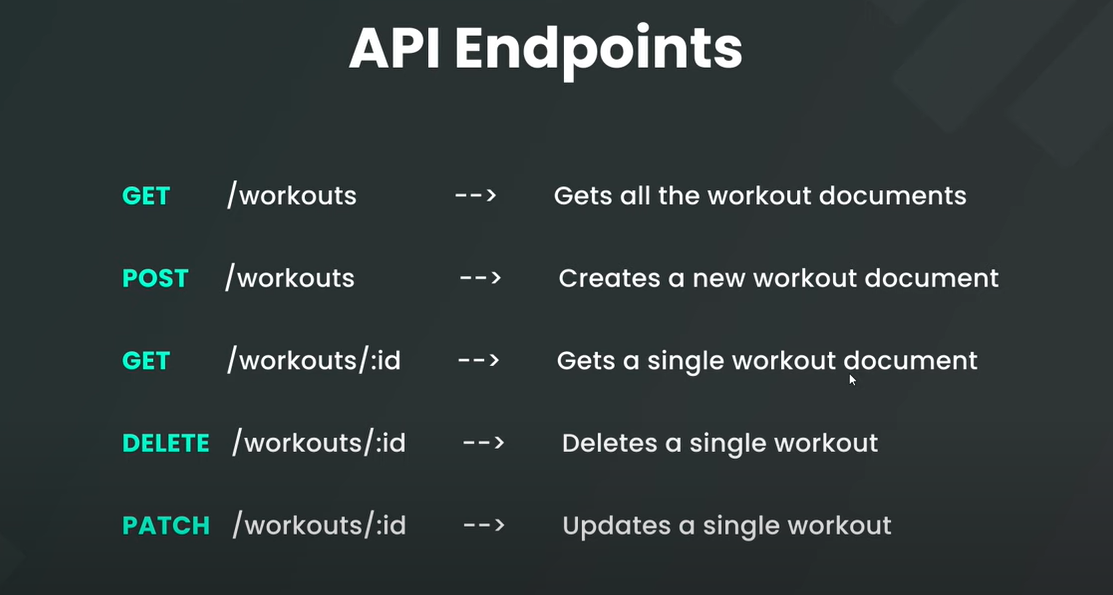 API Endpoints
GET /workouts --> Gets all the workout documents
POST /workouts --> Creates a new workout document
GET /workouts/:id --> Gets a single workout document
DELETE /workouts/:id --> Deletes a single workout
PATCH /workouts/:id --> Updates a single workout